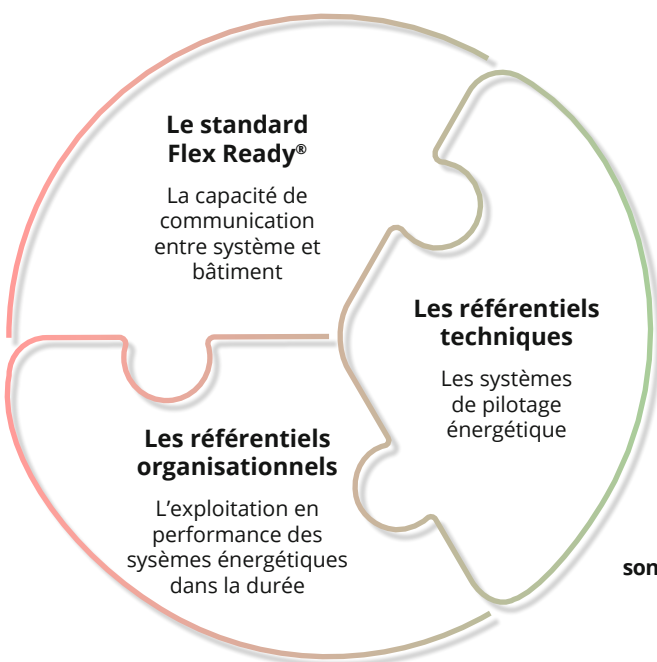 Le standard
Flex Ready®
La capacité de
communication
entre système et
bâtiment
Les référentiels
techniques
Les systèmes
de pilotage
énergétique
Les référentiels
organisationnels
L’exploitation en
performance des
sysèmes énergétiques
dans la durée
son